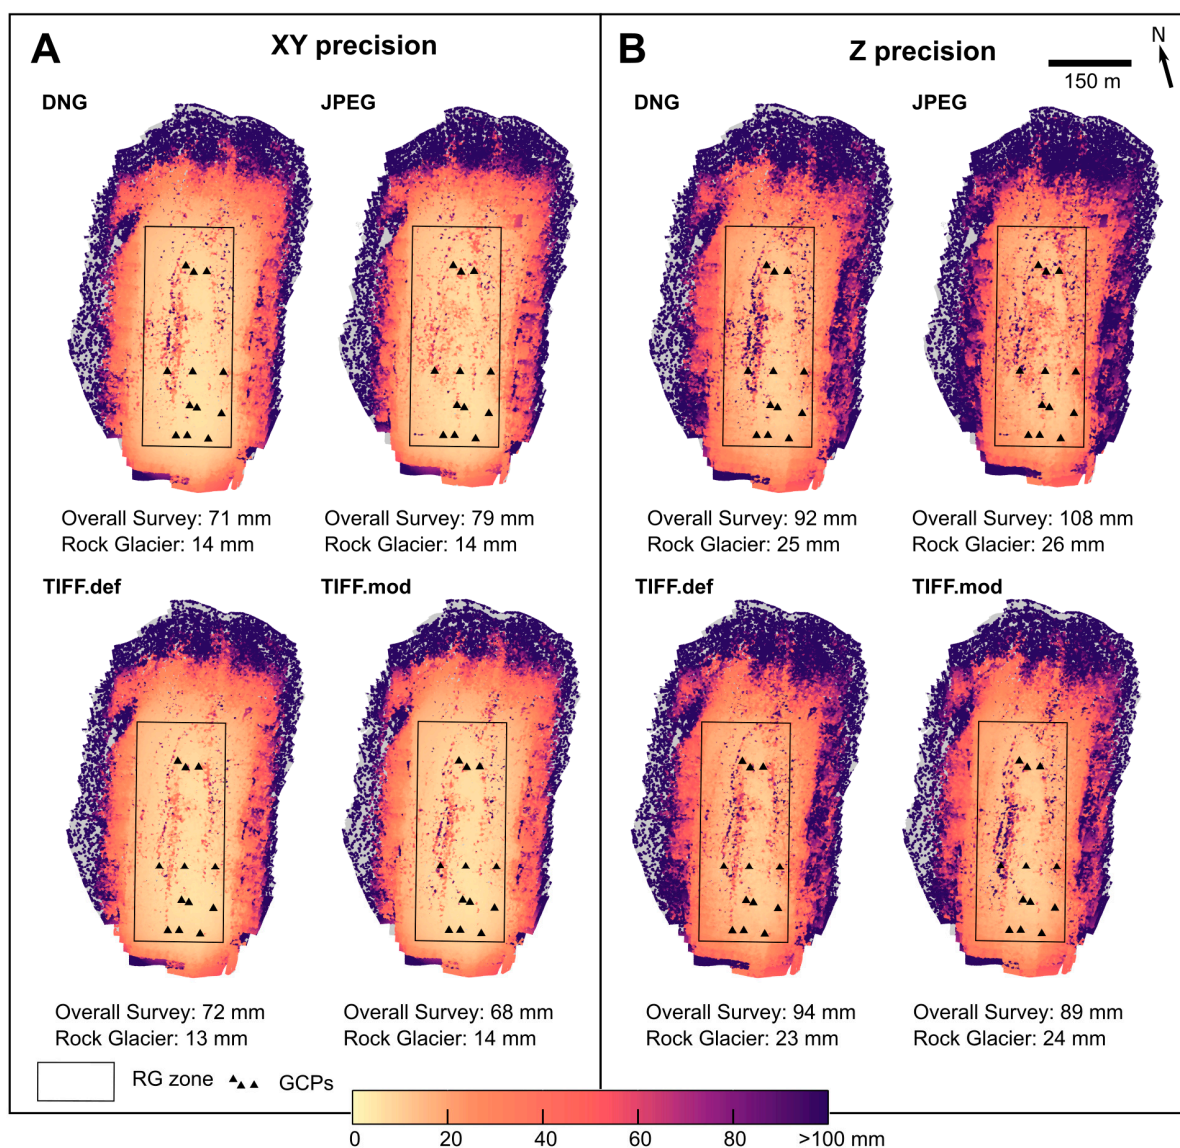 A XY precision
B Z precision
N
150 m
DNG
JPEG
DNG
JPEG
Overall Survey: 71 mm
Rock Glacier: 14 mm
Overall Survey: 79 mm
Rock Glacier: 14 mm
Overall Survey: 92 mm
Rock Glacier: 25 mm
Overall Survey: 108 mm
Rock Glacier: 26 mm
TIFF.def
TIFF.mod
TIFF.def
TIFF.mod
Overall Survey: 72 mm
Rock Glacier: 13 mm
Overall Survey: 68 mm
Rock Glacier: 14 mm
Overall Survey: 94 mm
Rock Glacier: 23 mm
Overall Survey: 89 mm
Rock Glacier: 24 mm
RG zone
GCPs
0 20 40 60 80 >100 mm